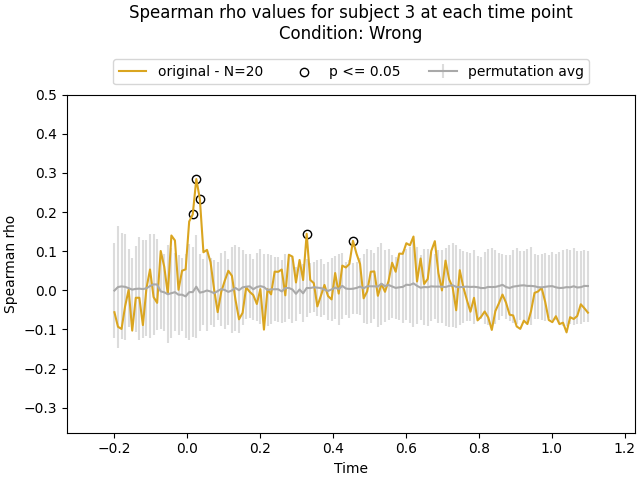 Spearman rho values for subject 3 at each time point
Condition: Wrong
original - N=20 p <= 0.05 permutation avg
0.5
0.4
0.3
0.2
0.1
0.0
−0.1
−0.2
−0.3
Spearman rho
−0.2 0.0 0.2 0.4 0.6 0.8 1.0 1.2
Time